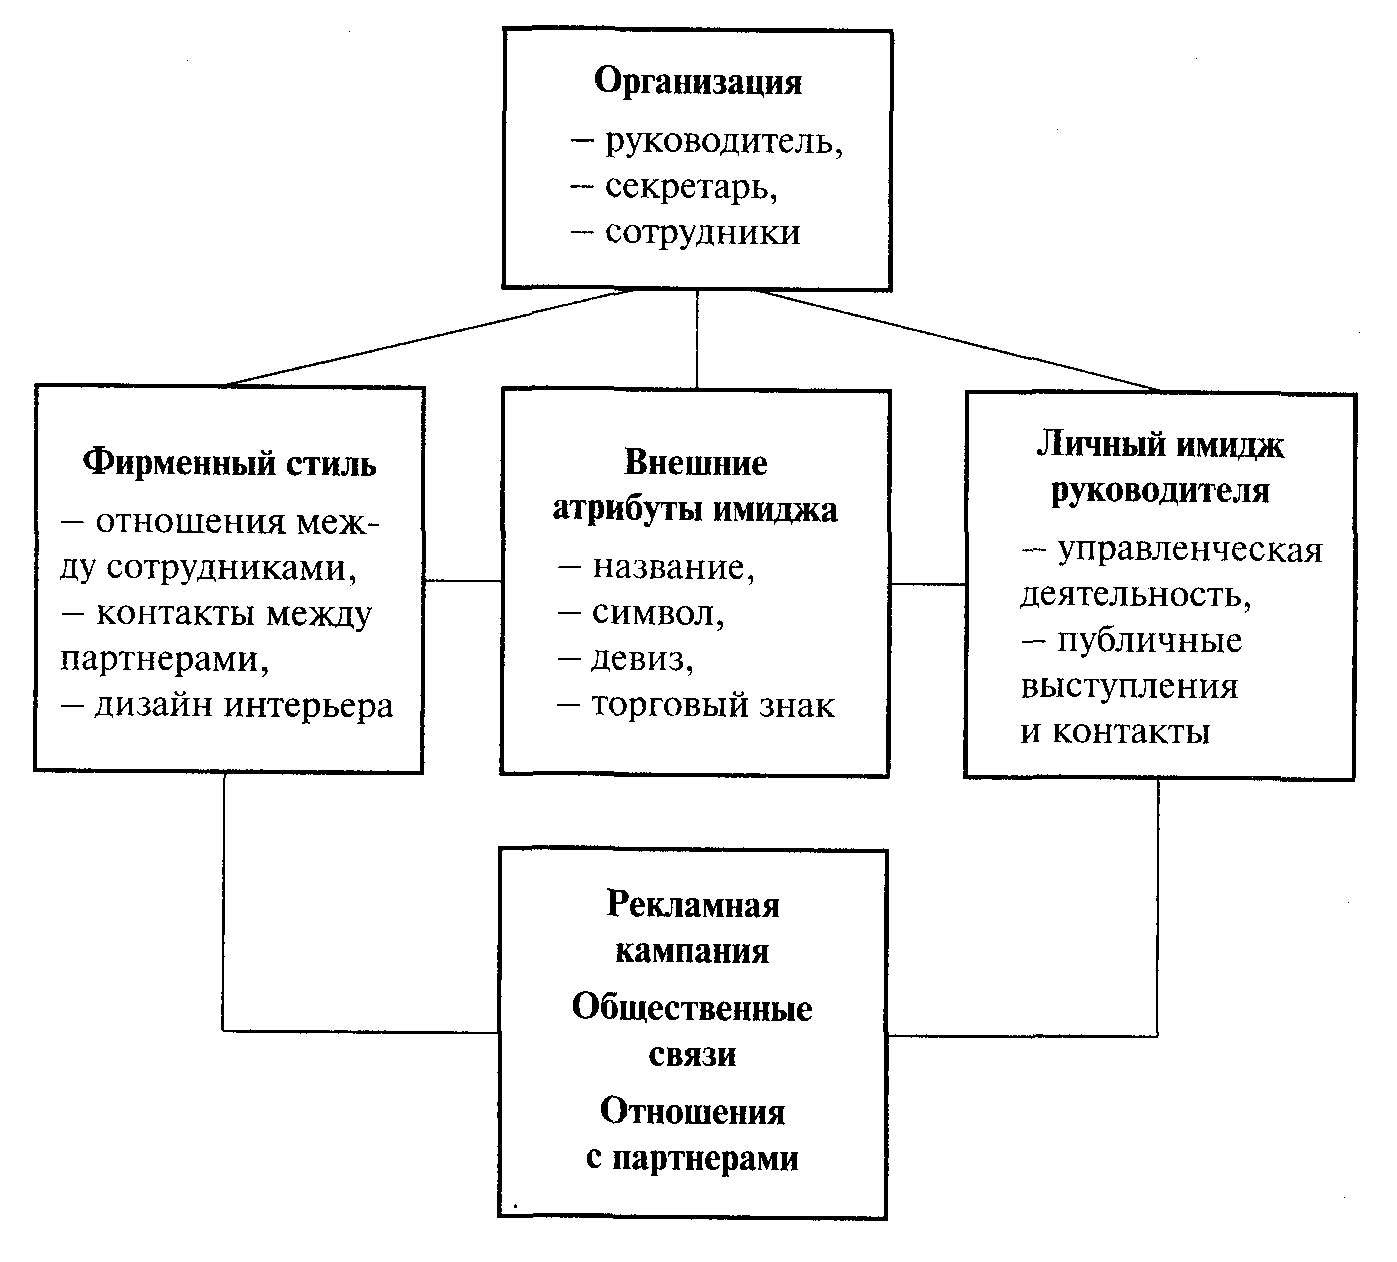 Организация
– руководитель,
– секретарь,
– сотрудники
Фирменный стиль
– отношения меж-
ду сотрудниками,
– контакты между
партнерами,
– дизайн интерьера
Внешние
атрибуты имиджа
– название,
– символ,
– девиз,
– торговый знак
Личный имидж
руководителя
– управленческая
деятельность,
– публичные
выступления
и контакты
Рекламная
кампания
Общественные
связи
Отношения
с партнерами